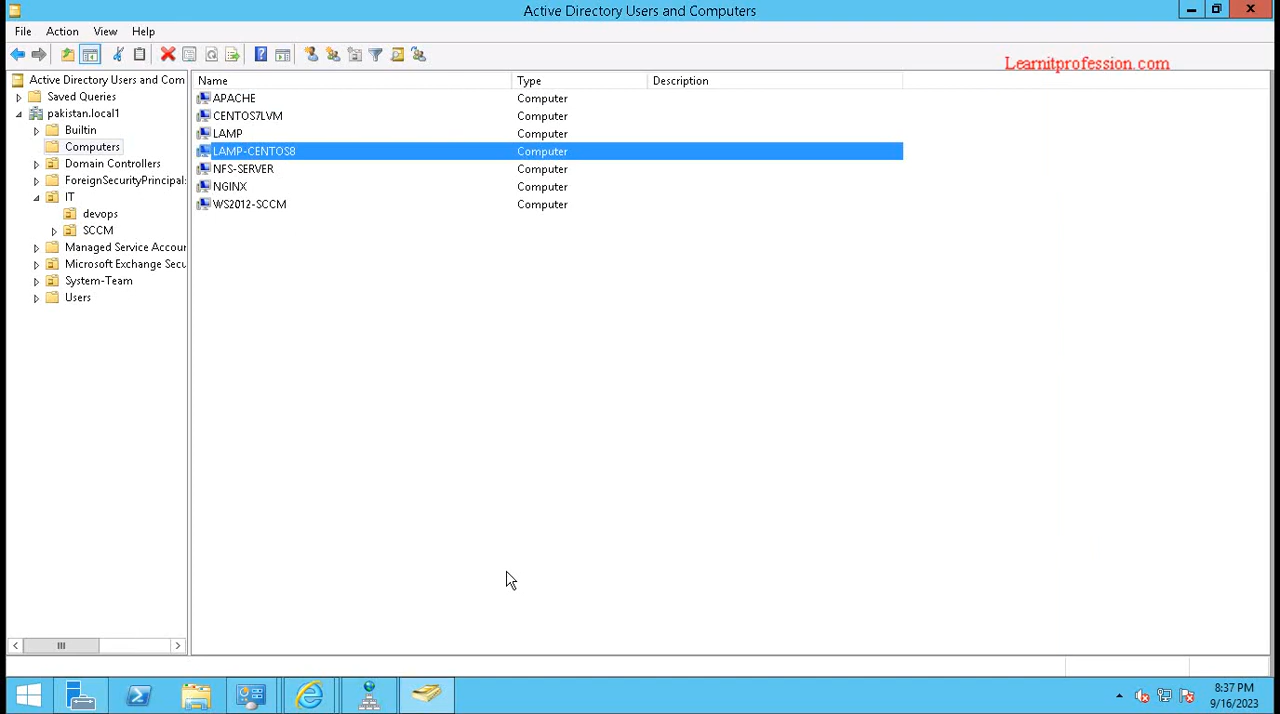 Active Directory Users and Computers
File Action View Help
Learnitprofession.com
Active Directory Users and Com
Saved Queries
pakistan.local1
Builtin
Computers
Domain Controllers
ForeignSecurityPrincipal:
IT
devops
SCCM
Managed Service Accour
Microsoft Exchange Secu
System-Team
Users
Name Type Description
APACHE Computer
CENTOS7LVM Computer
LAMP Computer
LAMP-CENTOS8 Computer
NFS-SERVER Computer
NGINX Computer
WS2012-SCCM Computer
8:37 PM
9/16/2023